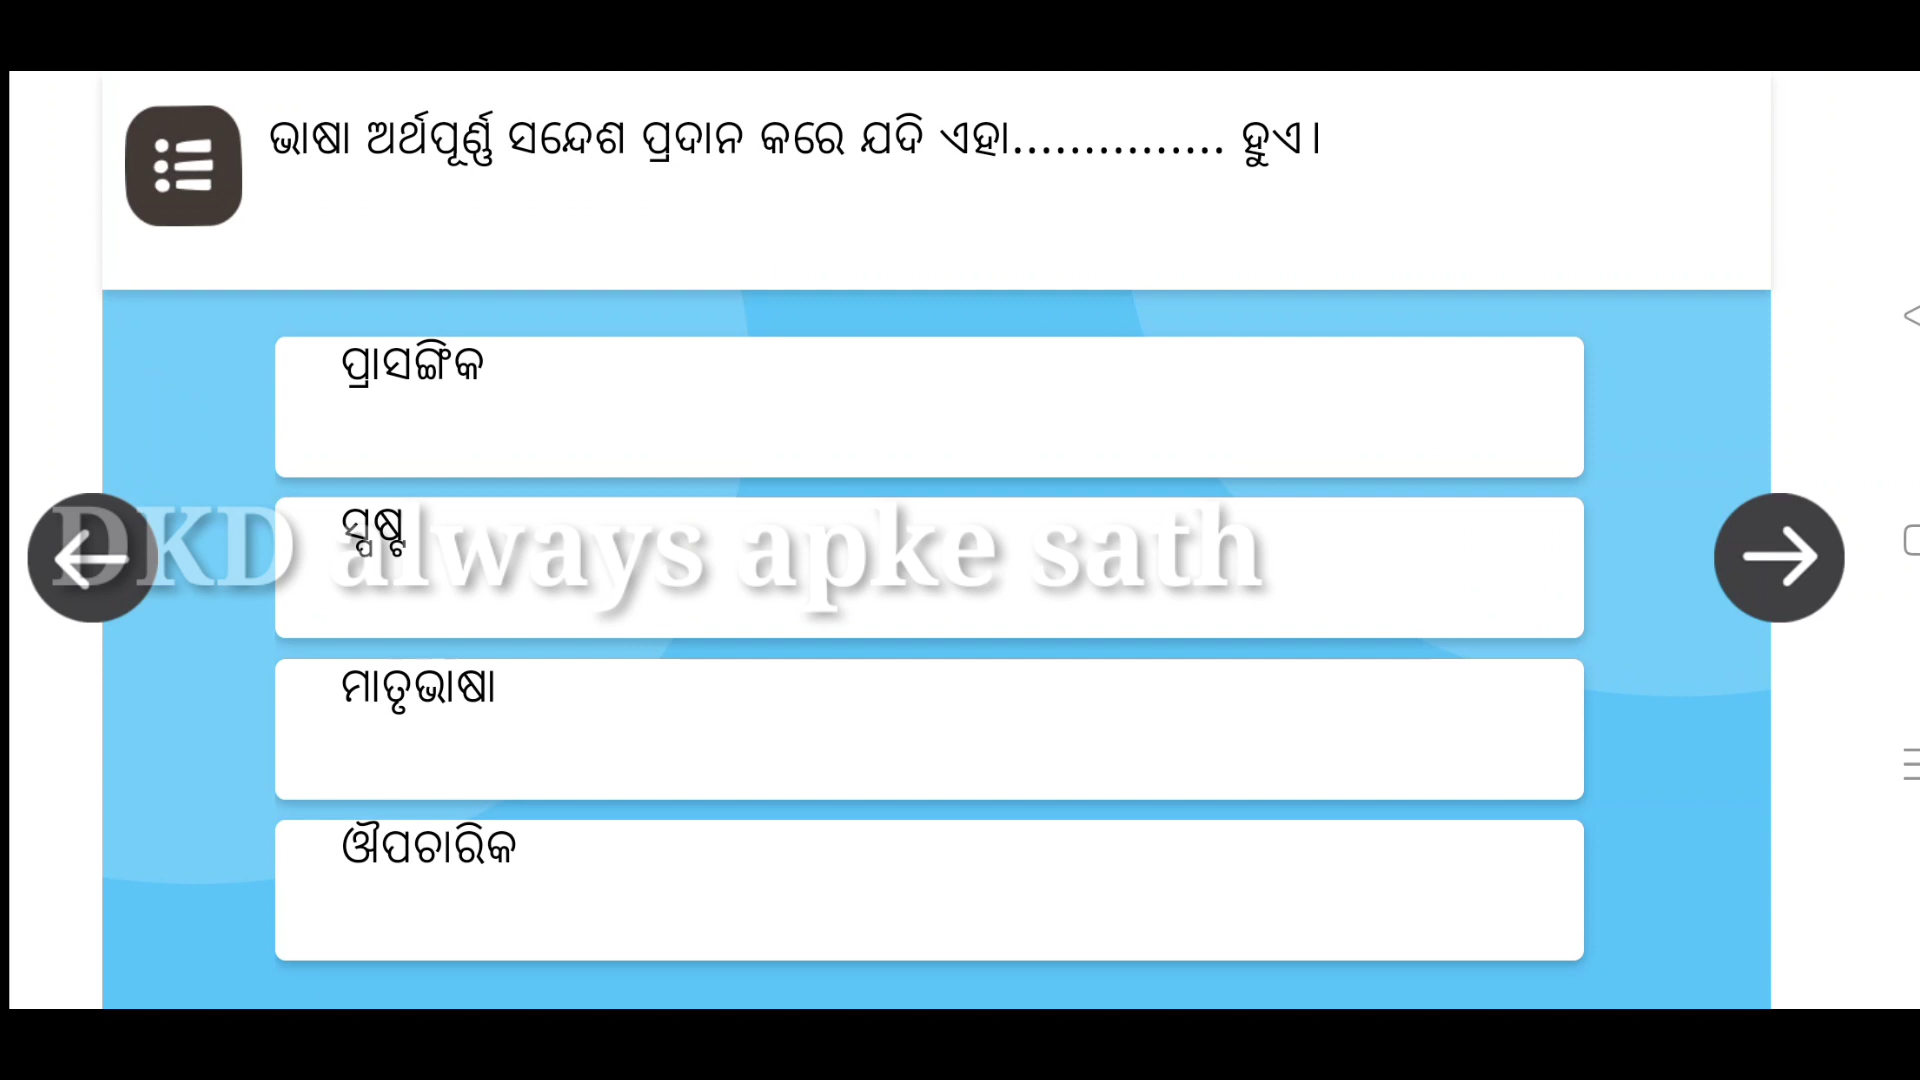 ଭାଷା ଅର୍ଥପୂର୍ଣ୍ଣ ସନ୍ଦେଶ ପ୍ରଦାନ କରେ ଯଦି ଏହା............... ହୁଏ।
ପ୍ରାସଙ୍ଗିକ
ସ୍ପଷ୍ଟ
DKD always apke sath
ମାତୃଭାଷା
ଔପଚାରିକ